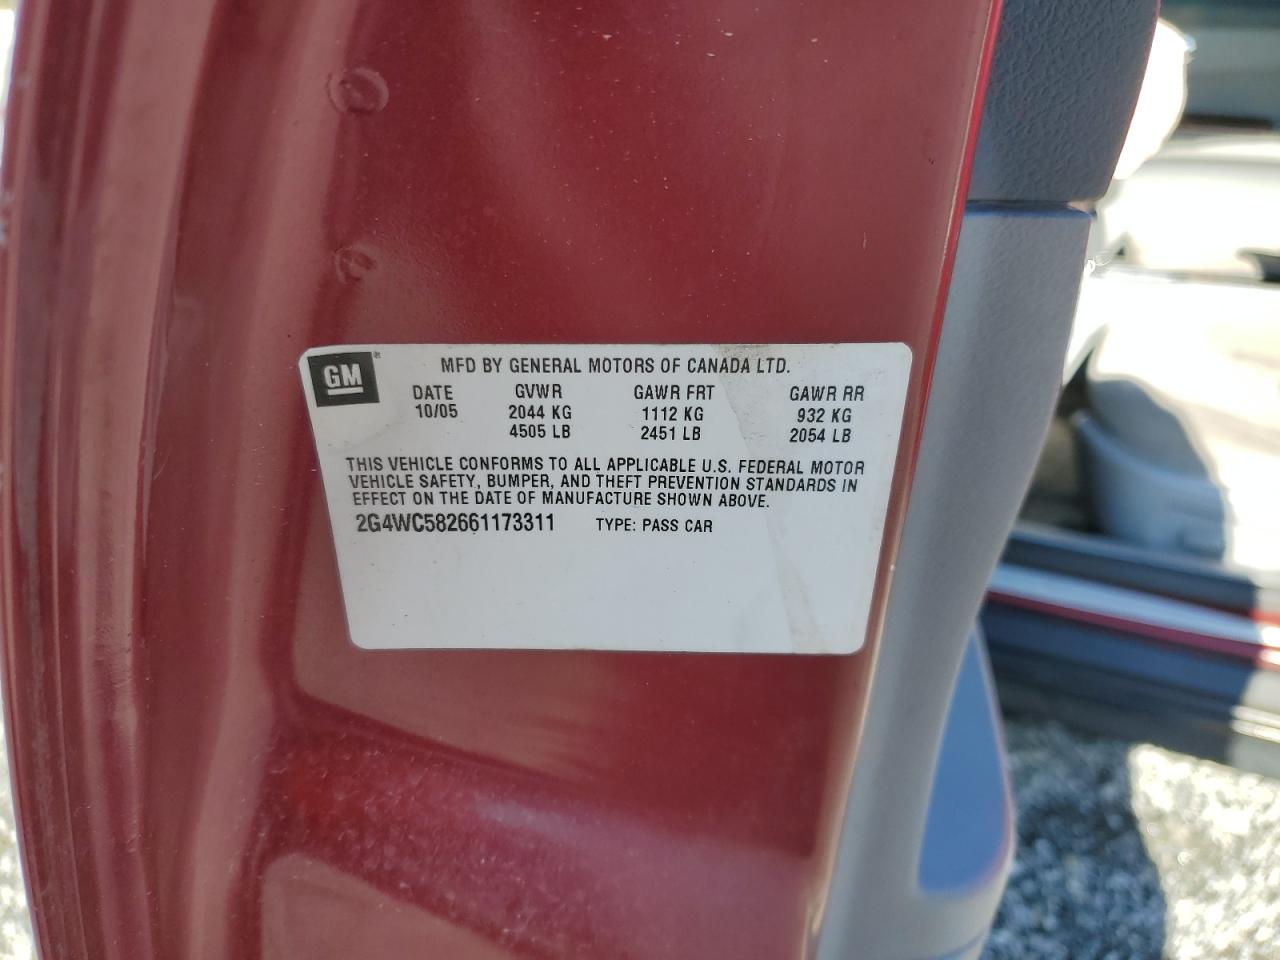 GM®
MFD BY GENERAL MOTORS OF CANADA LTD.
DATE GVWR GAWR FRT GAWR RR
10/05 2044 KG 1112 KG 932 KG
4505 LB 2451 LB 2054 LB
THIS VEHICLE CONFORMS TO ALL APPLICABLE U.S. FEDERAL MOTOR
VEHICLE SAFETY, BUMPER, AND THEFT PREVENTION STANDARDS IN
EFFECT ON THE DATE OF MANUFACTURE SHOWN ABOVE.
2G4WC582661173311 TYPE: PASS CAR